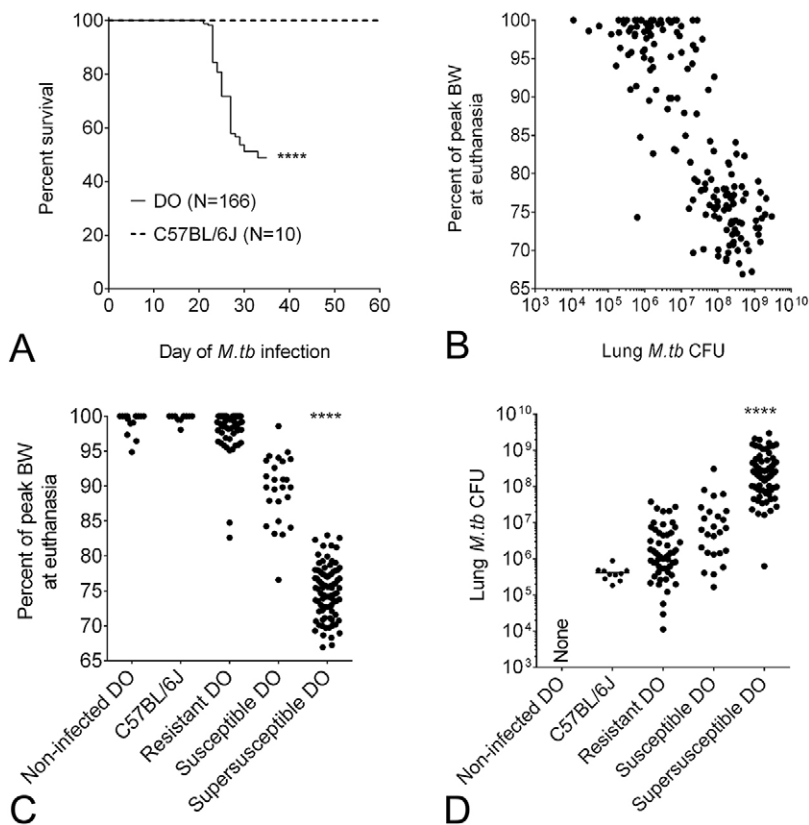 100
80
60
40
20
0
Percent survival
****
DO (N=166)
C57BL/6J (N=10)
0 10 20 30 40 50 60
Day of M.tb infection
A
100
95
90
85
80
75
70
65
Percent of peak BW
at euthanasia
10³ 10⁴ 10⁵ 10⁶ 10⁷ 10⁸ 10⁹ 10¹⁰
Lung M.tb CFU
B
100
95
90
85
80
75
70
65
Percent of peak BW
at euthanasia
****
Non-infected DO
C57BL/6J
Resistant DO
Susceptible DO
Supersusceptible DO
C
10¹⁰
10⁹
10⁸
10⁷
10⁶
10⁵
10⁴
10³
Lung M.tb CFU
****
None
Non-infected DO
C57BL/6J
Resistant DO
Susceptible DO
Supersusceptible DO
D